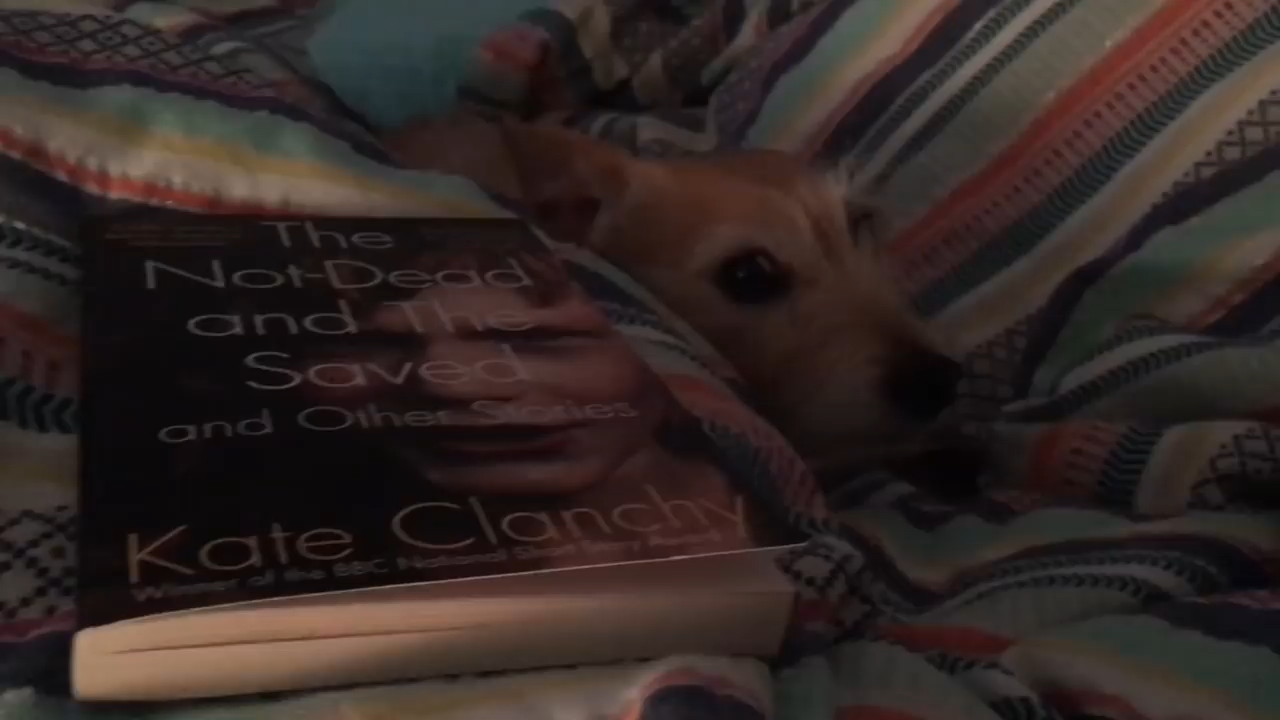 The
Not-Dead
and The
Saved
and Other Stories
Kate Clanchy
Winner of the BBC National Short Story Award